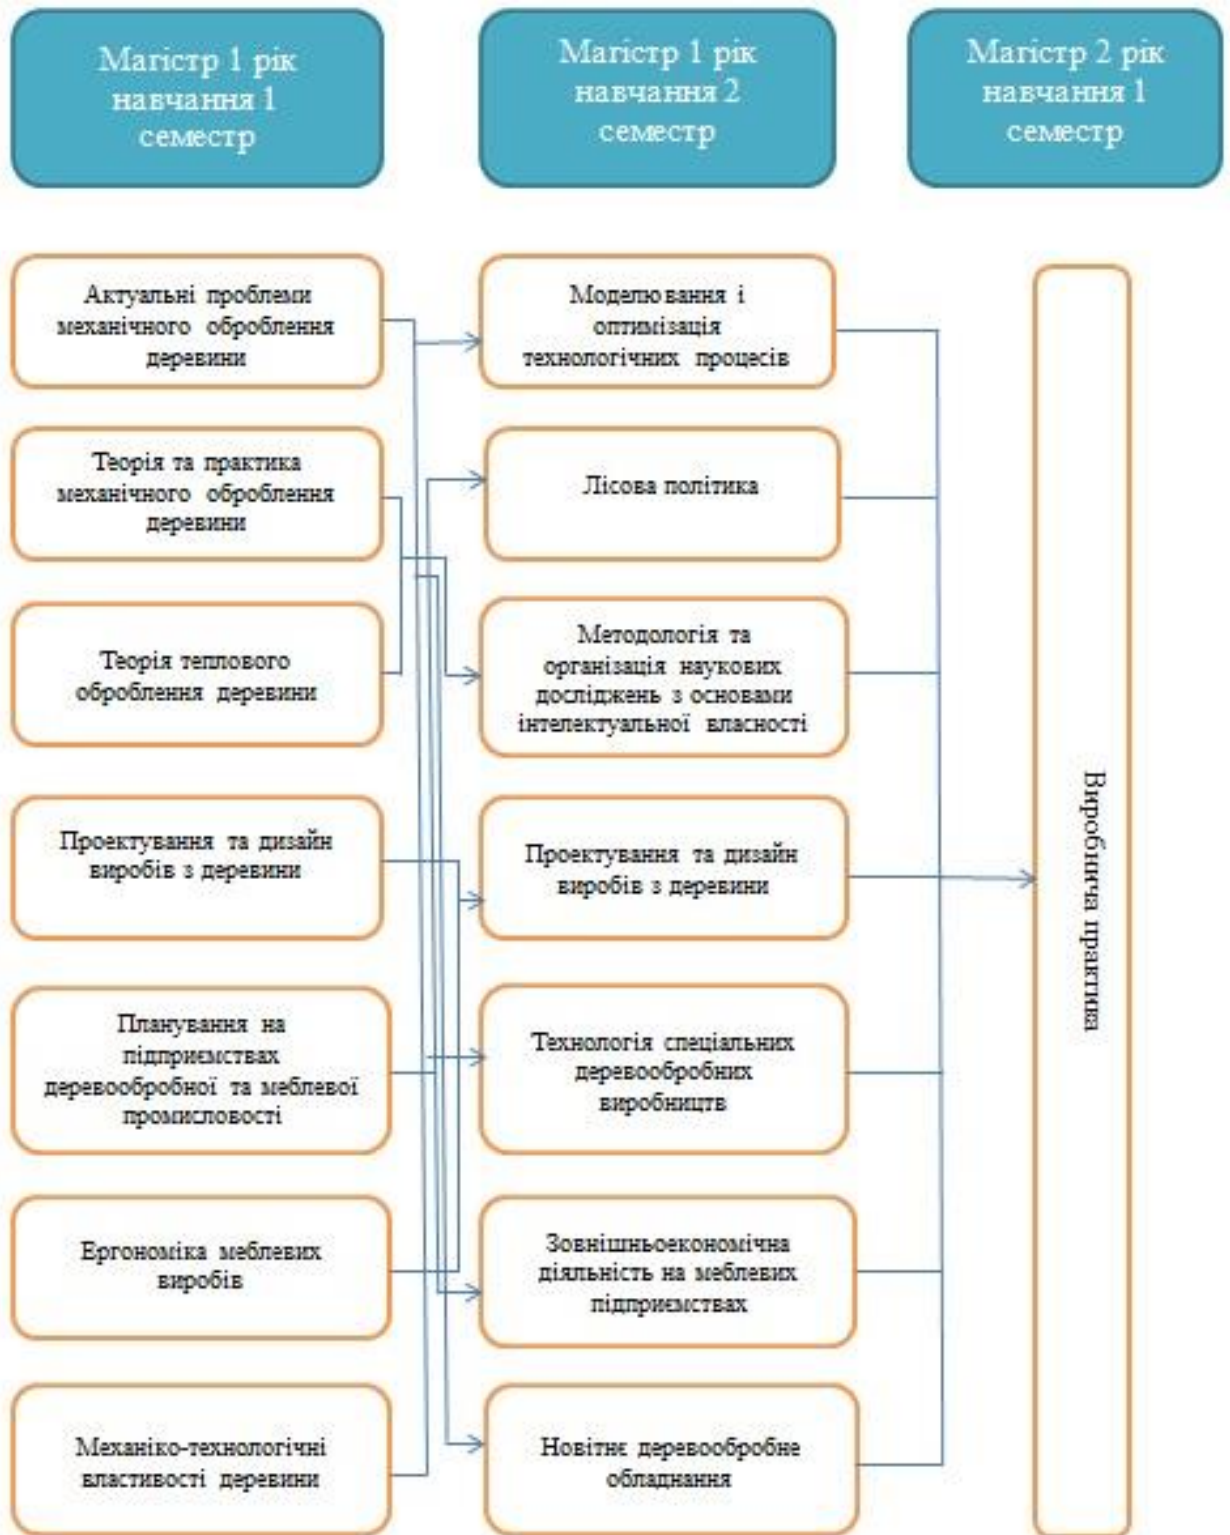 Магістр 1 рік
навчання 1
семестр
Магістр 1 рік
навчання 2
семестр
Магістр 2 рік
навчання 1
семестр
Актуальні проблеми
механічного оброблення
деревини
Теорія та практика
механічного оброблення
деревини
Теорія теплового
оброблення деревини
Проектування та дизайн
виробів з деревини
Планування на
підприємствах
деревообробної та меблевої
промисловості
Ергономіка меблевих
виробів
Механіко-технологічні
властивості деревини
Моделювання і
оптимізація
технологічних процесів
Лісова політика
Методологія та
організація наукових
досліджень з основами
інтелектуальної власності
Проектування та дизайн
виробів з деревини
Технологія спеціальних
деревообробних
виробництв
Зовнішньоекономічна
діяльність на меблевих
підприємствах
Новітнє деревообробне
обладнання
Виробнича практика